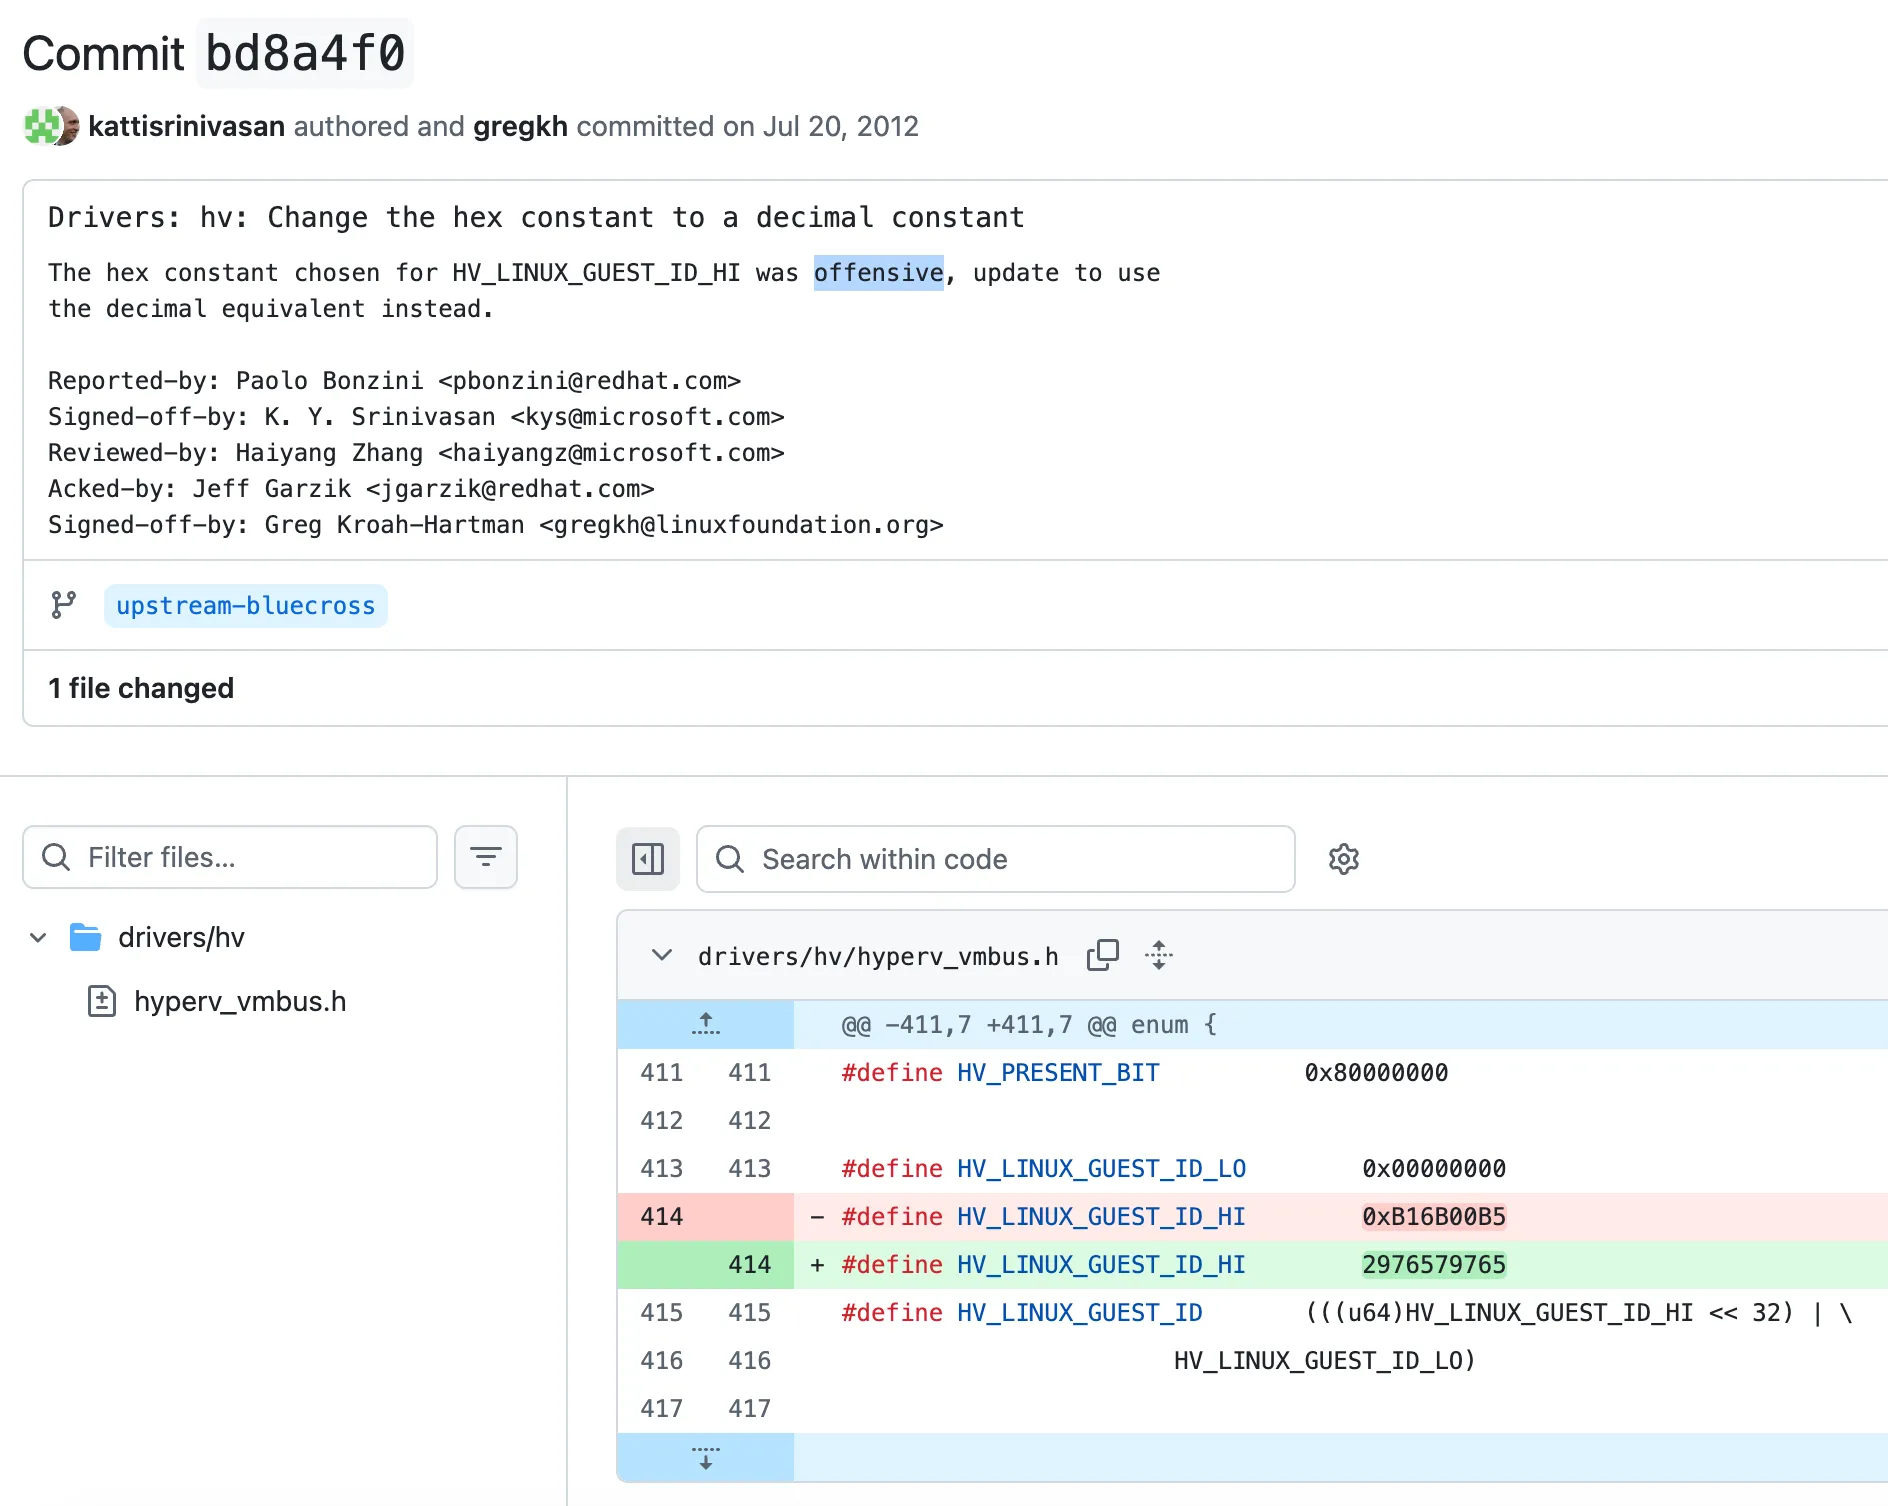 Commit bd8a4f0
kattisrinivasan authored and gregkh committed on Jul 20, 2012
Drivers: hv: Change the hex constant to a decimal constant
The hex constant chosen for HV_LINUX_GUEST_ID_HI was offensive, update to use
the decimal equivalent instead.
Reported-by: Paolo Bonzini <pbonzini@redhat.com>
Signed-off-by: K. Y. Srinivasan <kys@microsoft.com>
Reviewed-by: Haiyang Zhang <haiyangz@microsoft.com>
Acked-by: Jeff Garzik <jgarzik@redhat.com>
Signed-off-by: Greg Kroah-Hartman <gregkh@linuxfoundation.org>
upstream-bluecross
1 file changed
Filter files...
drivers/hv
hyperv_vmbus.h
Search within code
drivers/hv/hyperv_vmbus.h
@@ -411,7 +411,7 @@ enum {
411 411 #define HV_PRESENT_BIT 0x80000000
412 412
413 413 #define HV_LINUX_GUEST_ID_LO 0x00000000
414 - #define HV_LINUX_GUEST_ID_HI 0xB16B00B5
414 + #define HV_LINUX_GUEST_ID_HI 2976579765
415 415 #define HV_LINUX_GUEST_ID (((u64)HV_LINUX_GUEST_ID_HI << 32) | \
416 416 HV_LINUX_GUEST_ID_LO)
417 417